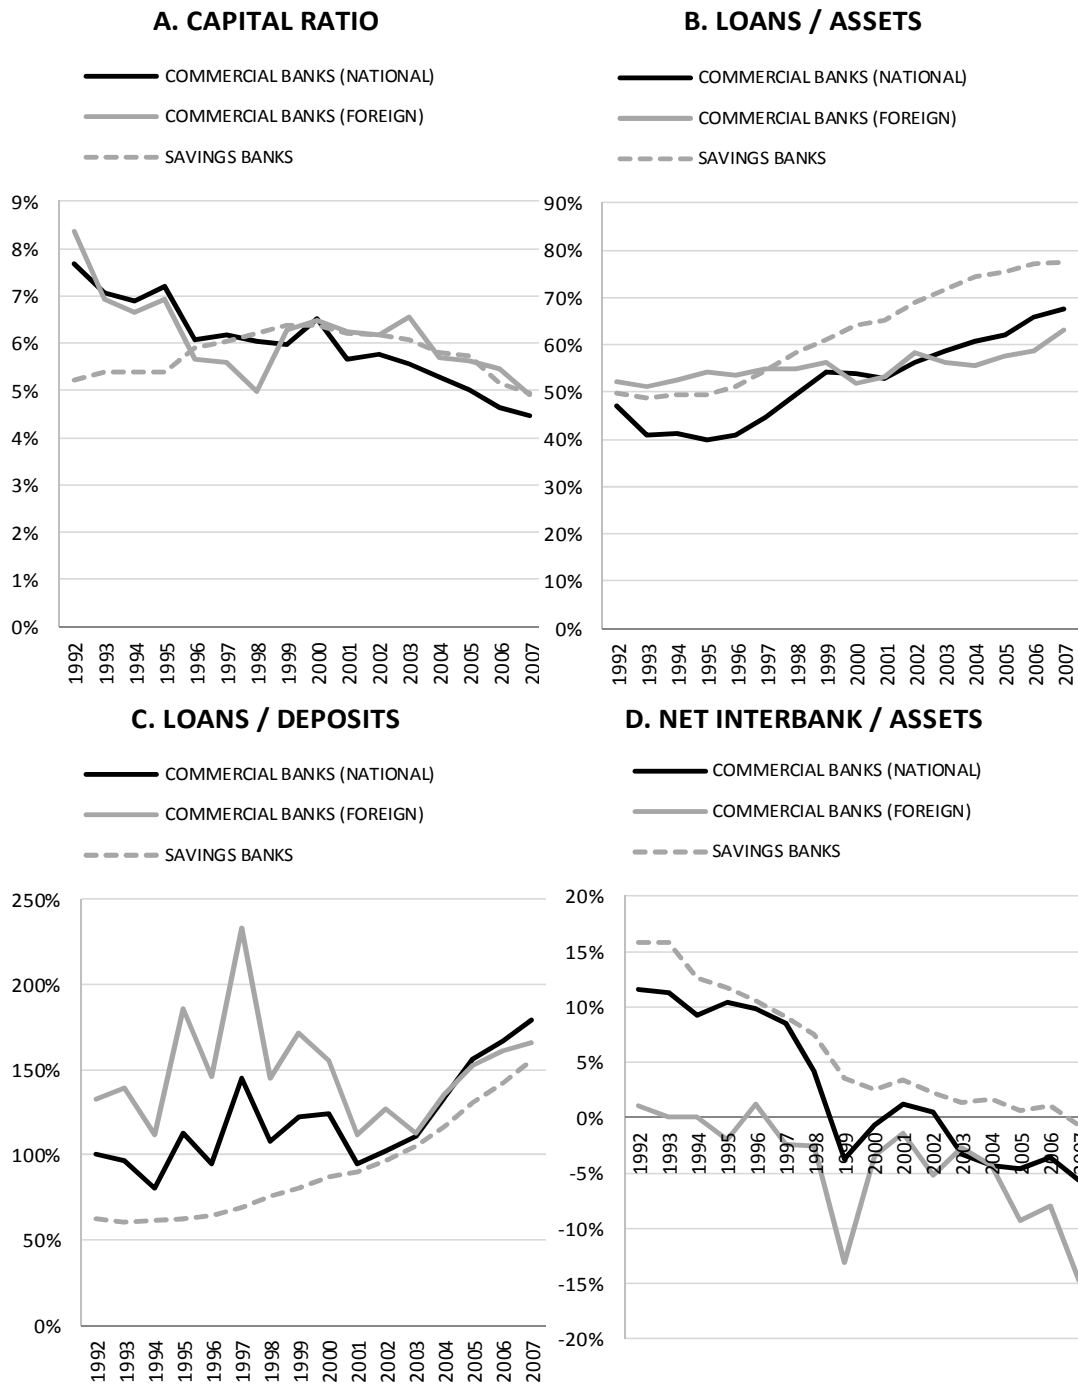 A. CAPITAL RATIO
COMMERCIAL BANKS (NATIONAL)
COMMERCIAL BANKS (FOREIGN)
SAVINGS BANKS
9%
8%
7%
6%
5%
4%
3%
2%
1%
0%
1992 1993 1994 1995 1996 1997 1998 1999 2000 2001 2002 2003 2004 2005 2006 2007
B. LOANS / ASSETS
COMMERCIAL BANKS (NATIONAL)
COMMERCIAL BANKS (FOREIGN)
SAVINGS BANKS
90%
80%
70%
60%
50%
40%
30%
20%
10%
0%
1992 1993 1994 1995 1996 1997 1998 1999 2000 2001 2002 2003 2004 2005 2006 2007
C. LOANS / DEPOSITS
COMMERCIAL BANKS (NATIONAL)
COMMERCIAL BANKS (FOREIGN)
SAVINGS BANKS
250%
200%
150%
100%
50%
0%
1992 1993 1994 1995 1996 1997 1998 1999 2000 2001 2002 2003 2004 2005 2006 2007
D. NET INTERBANK / ASSETS
COMMERCIAL BANKS (NATIONAL)
COMMERCIAL BANKS (FOREIGN)
SAVINGS BANKS
20%
15%
10%
5%
0%
-5%
-10%
-15%
-20%
1992 1993 1994 1995 1996 1997 1998 1999 2000 2001 2002 2003 2004 2005 2006 2007